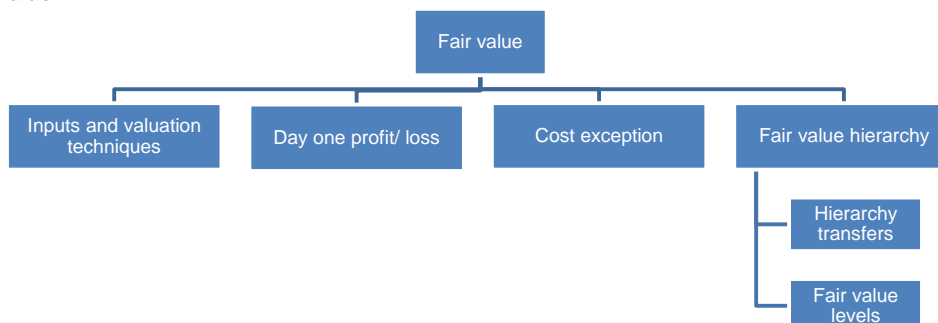 Fair value
Inputs and valuation
techniques
Day one profit/ loss
Cost exception
Fair value hierarchy
Hierarchy
transfers
Fair value
levels